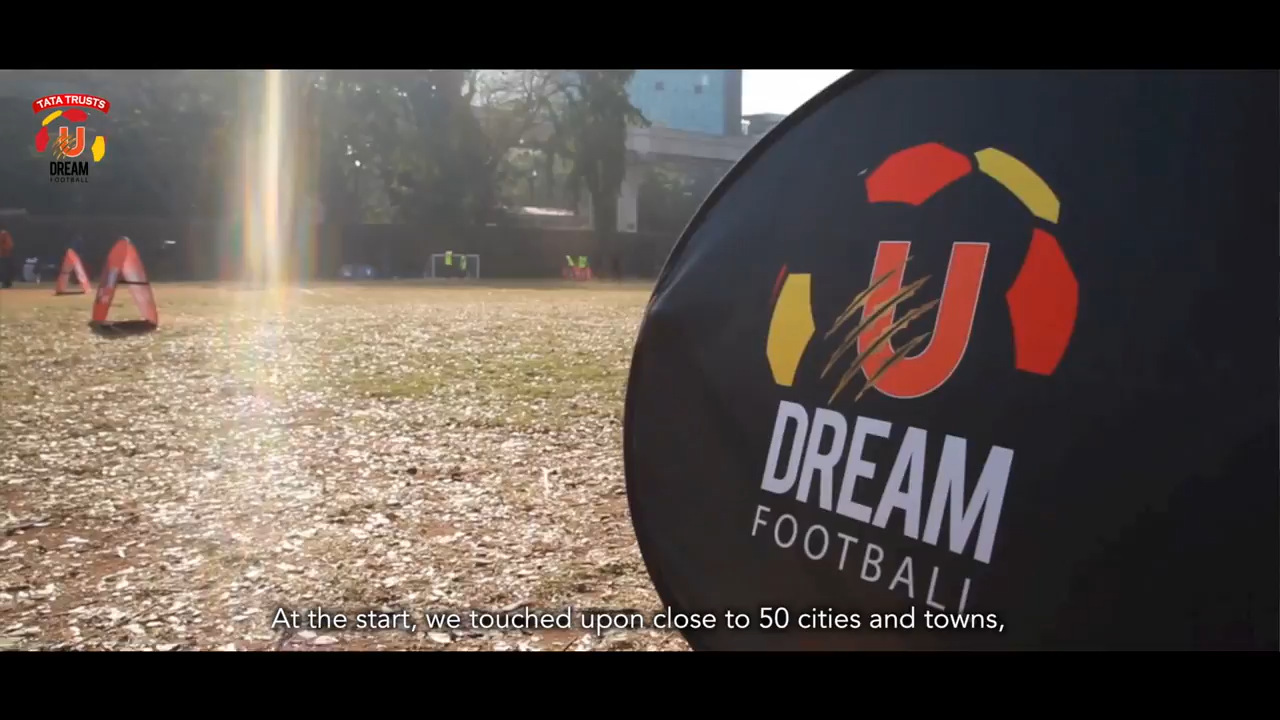 TATA TRUSTS
U
DREAM
FOOTBALL
U
DREAM
FOOTBALL
At the start, we touched upon close to 50 cities and towns,